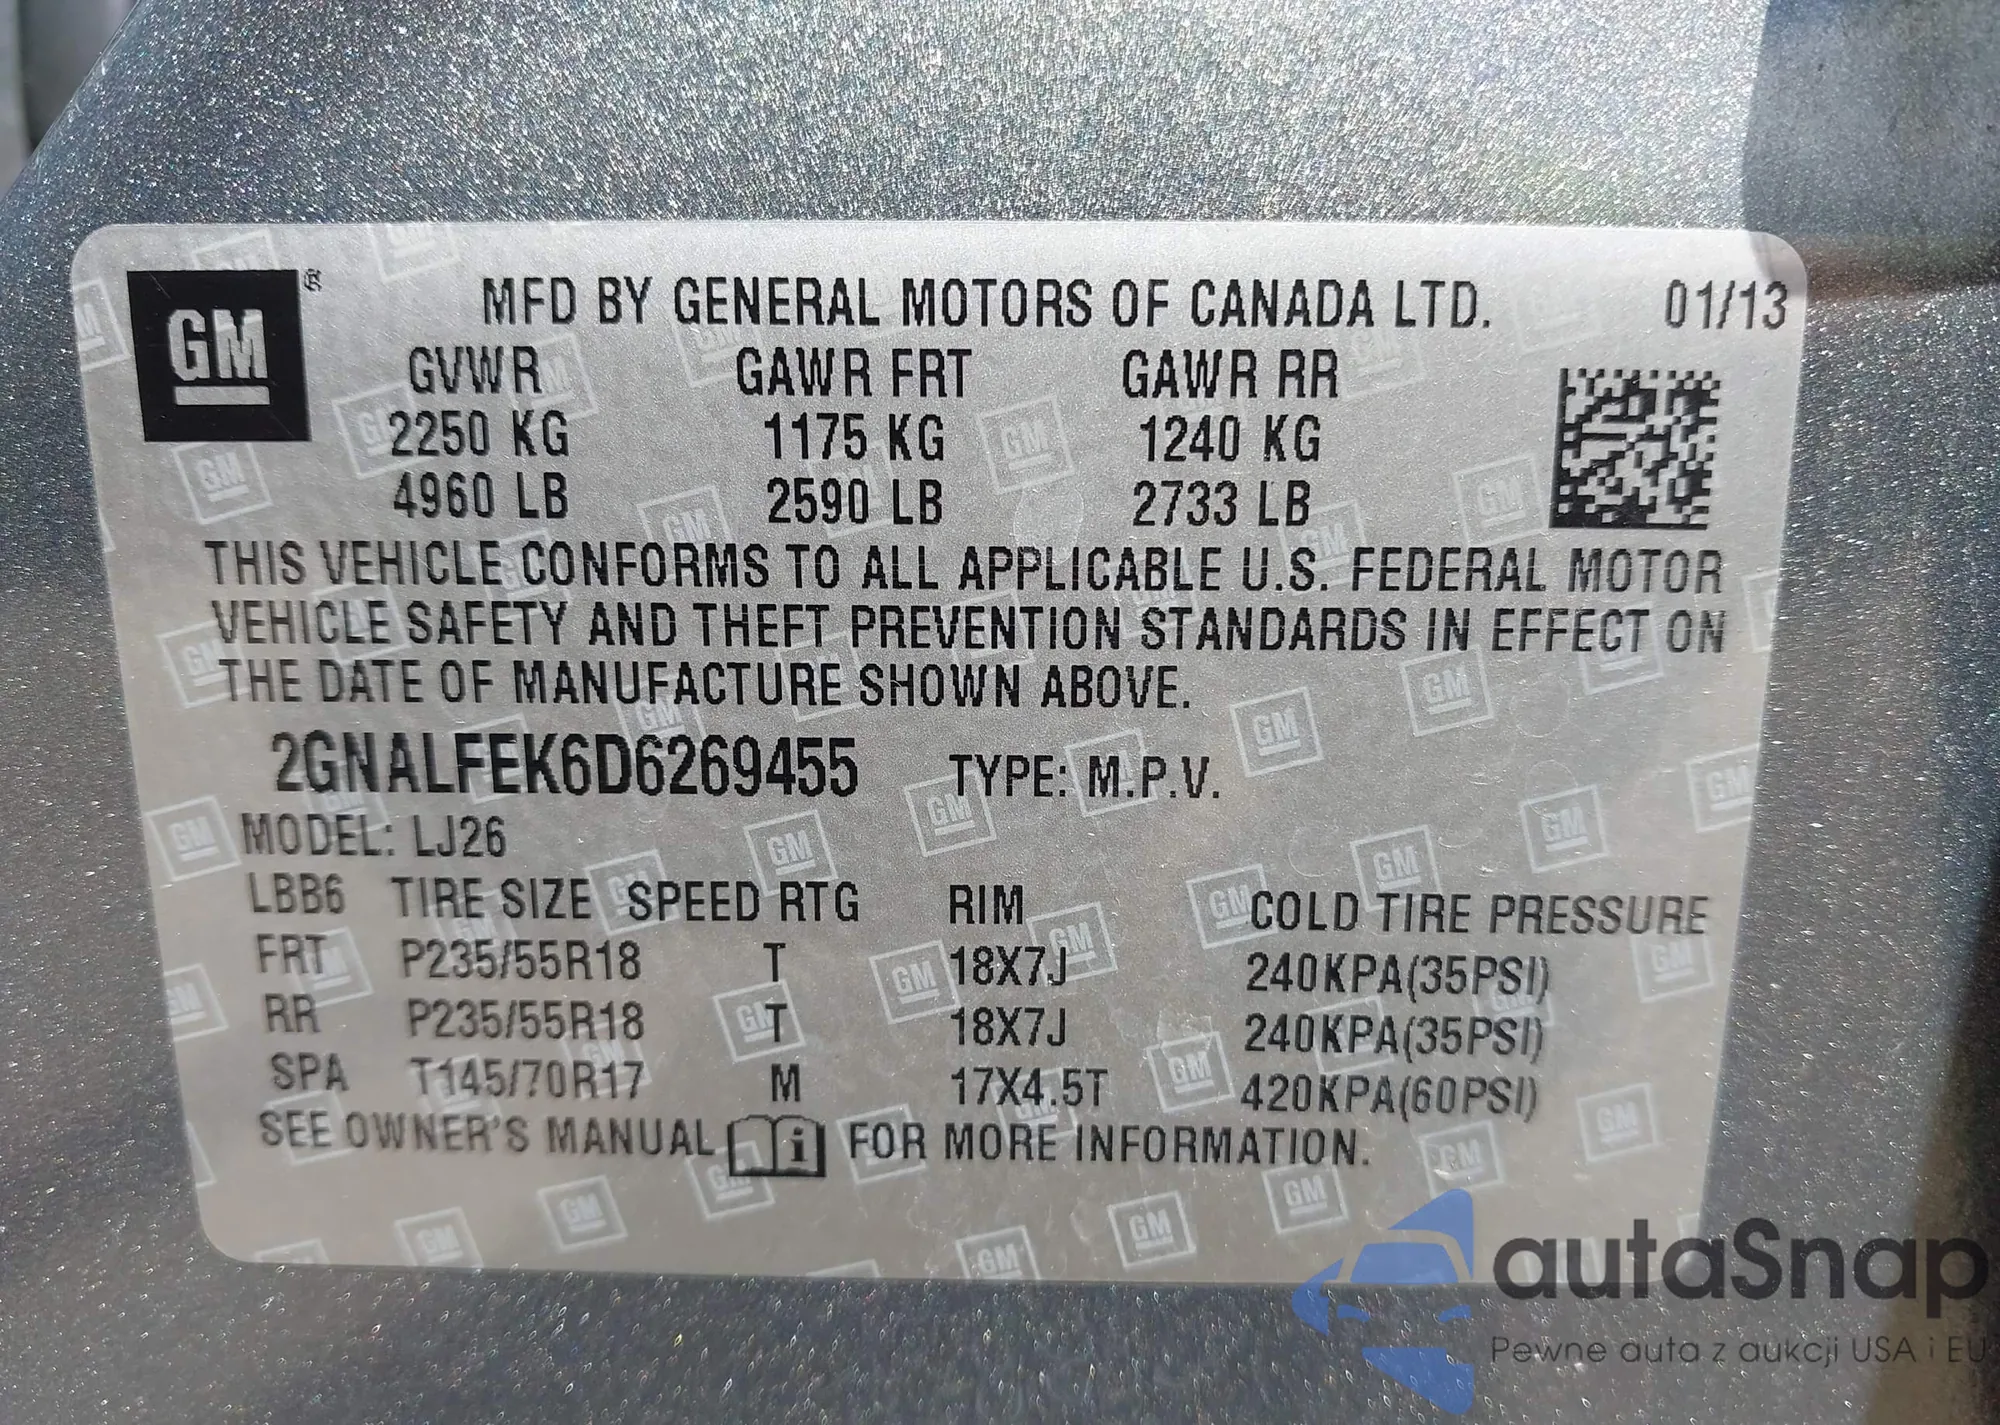 GM ®
MFD BY GENERAL MOTORS OF CANADA LTD. 01/13
GVWR GAWR FRT GAWR RR
2250 KG 1175 KG 1240 KG
4960 LB 2590 LB 2733 LB
THIS VEHICLE CONFORMS TO ALL APPLICABLE U.S. FEDERAL MOTOR
VEHICLE SAFETY AND THEFT PREVENTION STANDARDS IN EFFECT ON
THE DATE OF MANUFACTURE SHOWN ABOVE.
2GNALFEK6D6269455 TYPE: M.P.V.
MODEL: LJ26
LBB6 TIRE SIZE SPEED RTG RIM COLD TIRE PRESSURE
FRT P235/55R18 T 18X7J 240KPA(35PSI)
RR P235/55R18 T 18X7J 240KPA(35PSI)
SPA T145/70R17 M 17X4.5T 420KPA(60PSI)
SEE OWNER'S MANUAL i FOR MORE INFORMATION.
autaSnap
Pewne auta z aukcji USA i EU